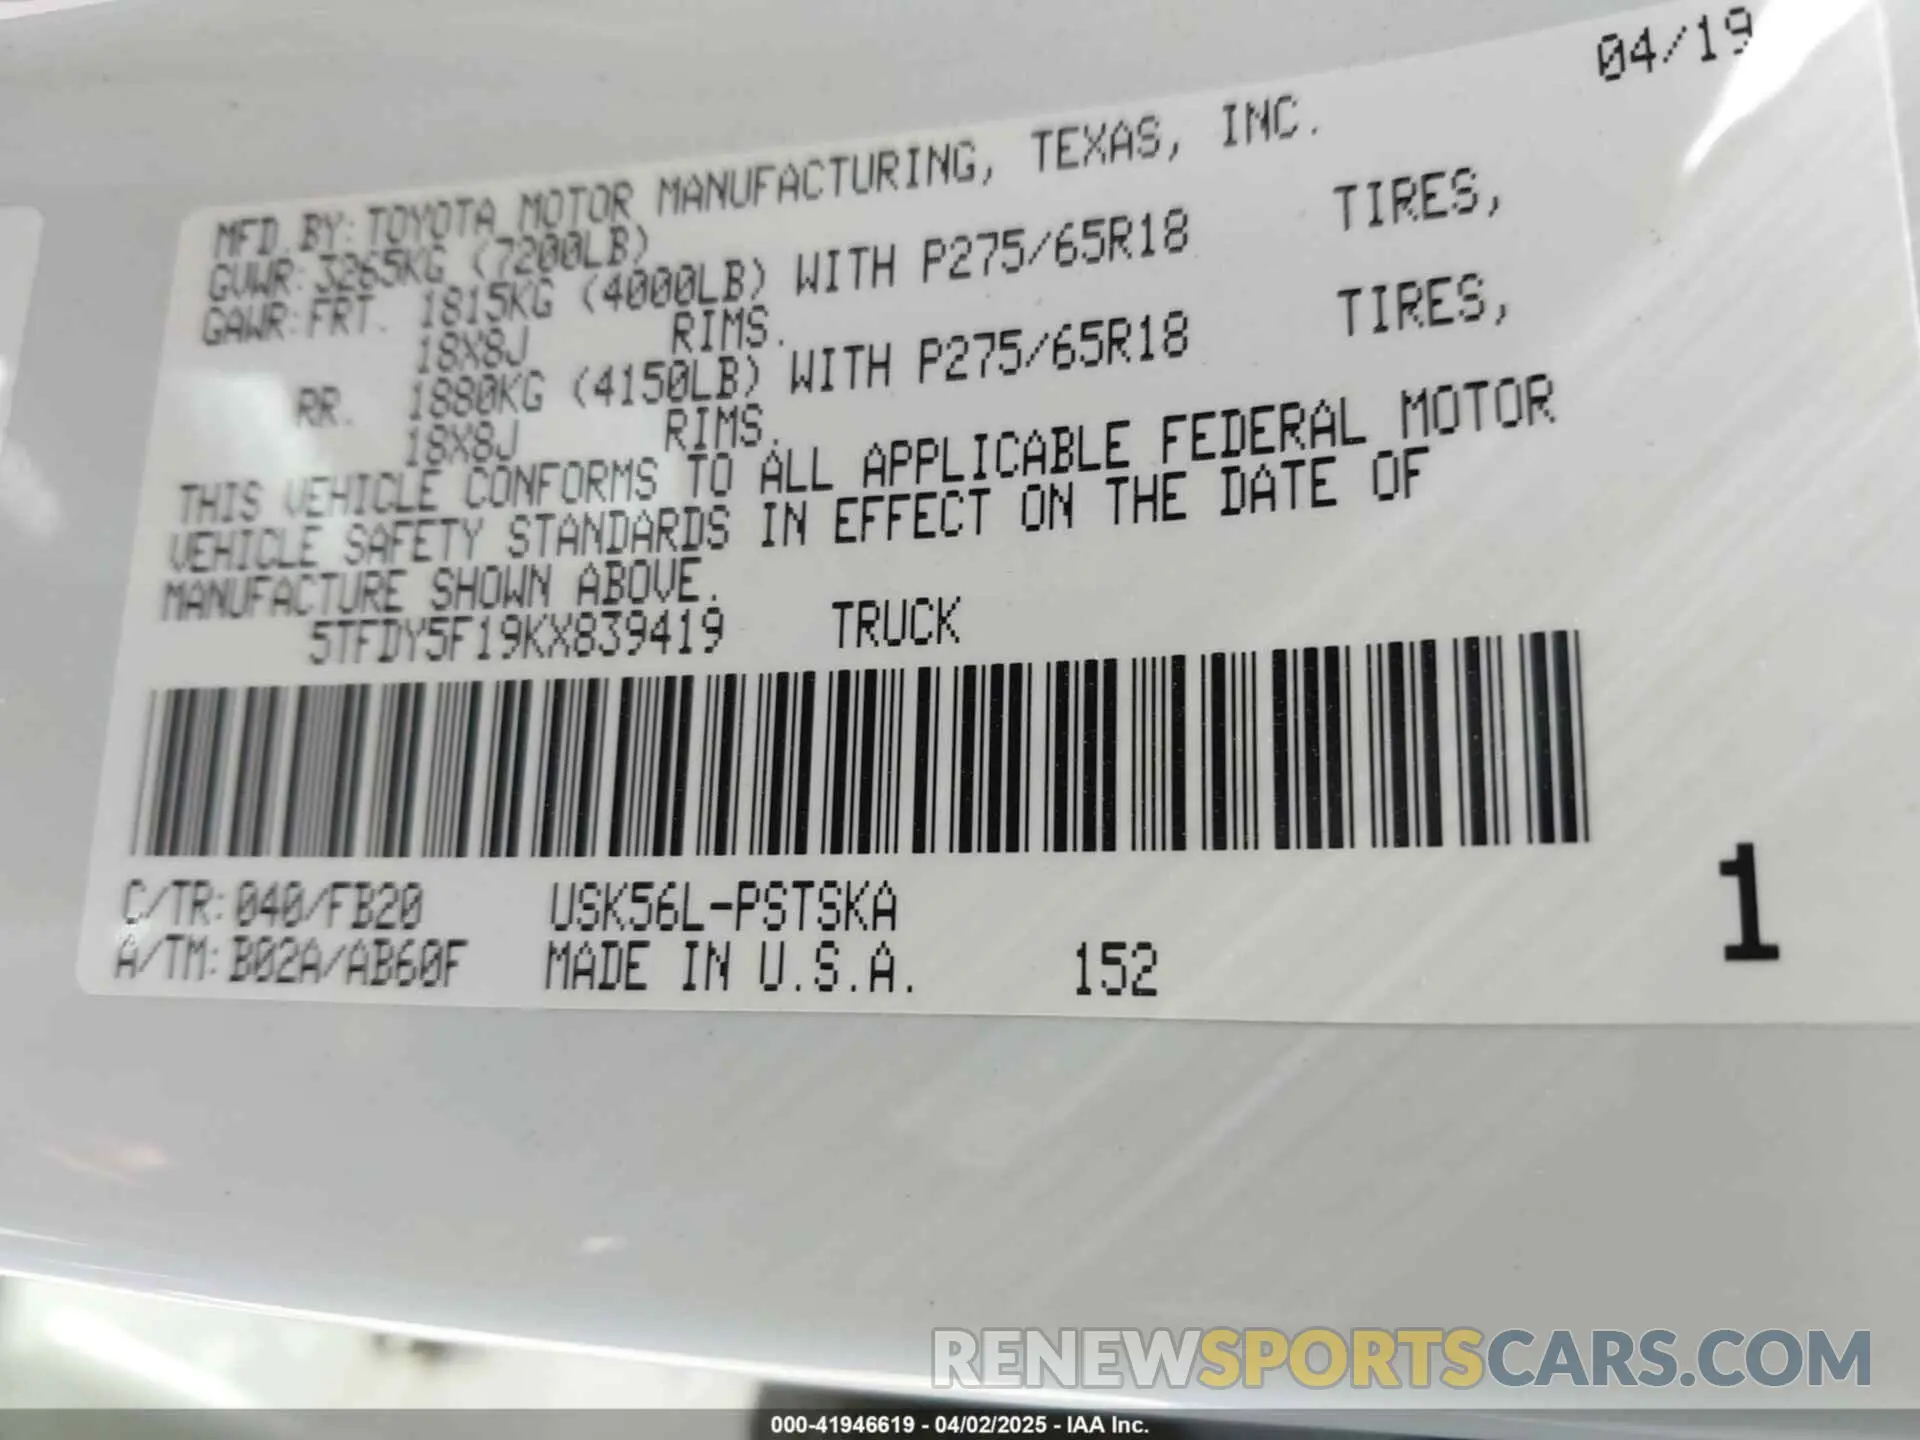 04/19
MFD. BY: TOYOTA MOTOR MANUFACTURING, TEXAS, INC.
GVWR: 3265KG (7200LB)
GAWR: FRT. 1815KG (4000LB) WITH P275/65R18 TIRES,
18X8J RIMS.
RR. 1880KG (4150LB) WITH P275/65R18 TIRES,
18X8J RIMS.
THIS VEHICLE CONFORMS TO ALL APPLICABLE FEDERAL MOTOR
VEHICLE SAFETY STANDARDS IN EFFECT ON THE DATE OF
MANUFACTURE SHOWN ABOVE.
5TFDY5F19KX839419 TRUCK
C/TR: 040/FB20 USK56L-PSTSKA
A/TM: B02A/AB60F MADE IN U.S.A. 152
1
RENEWSPORTSCARS.COM
000-41946619 - 04/02/2025 - IAA Inc.